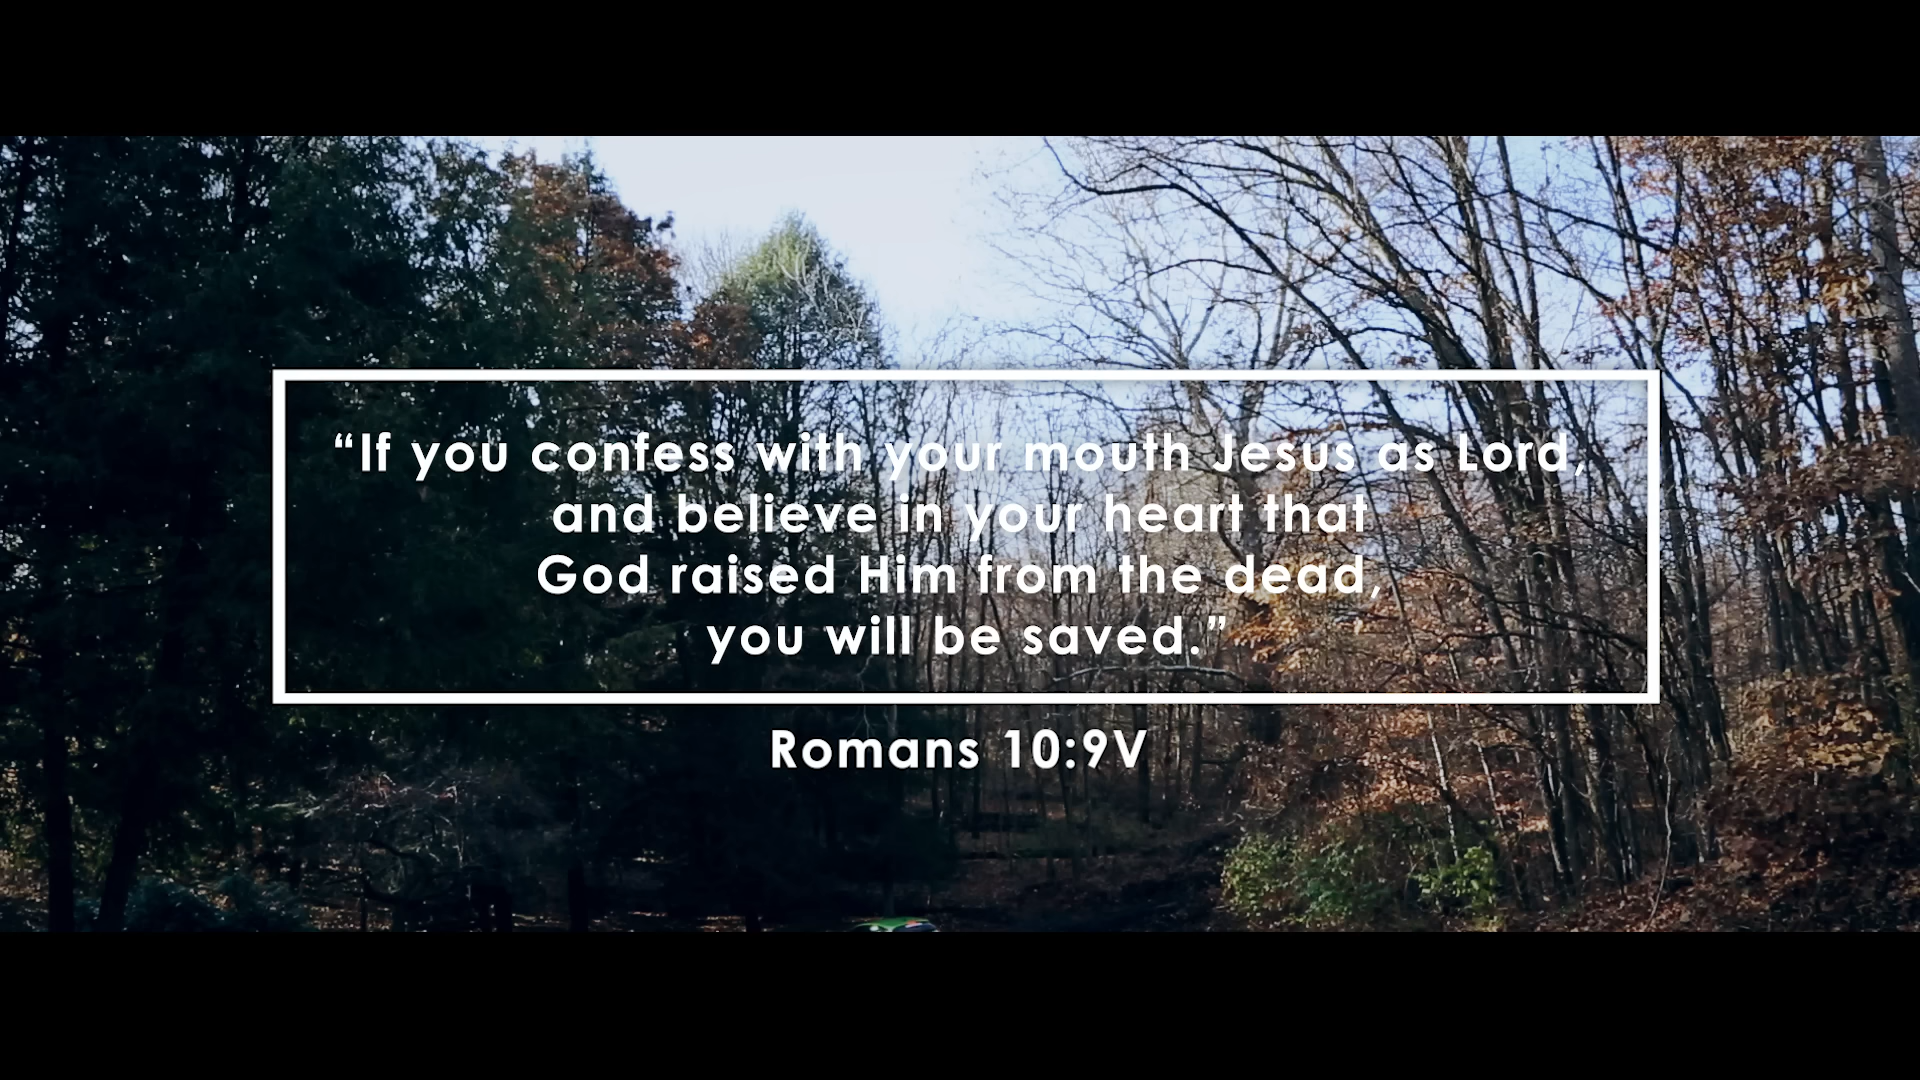 “If you confess with your mouth Jesus as Lord,
and believe in your heart that
God raised Him from the dead,
you will be saved.”
Romans 10:9V